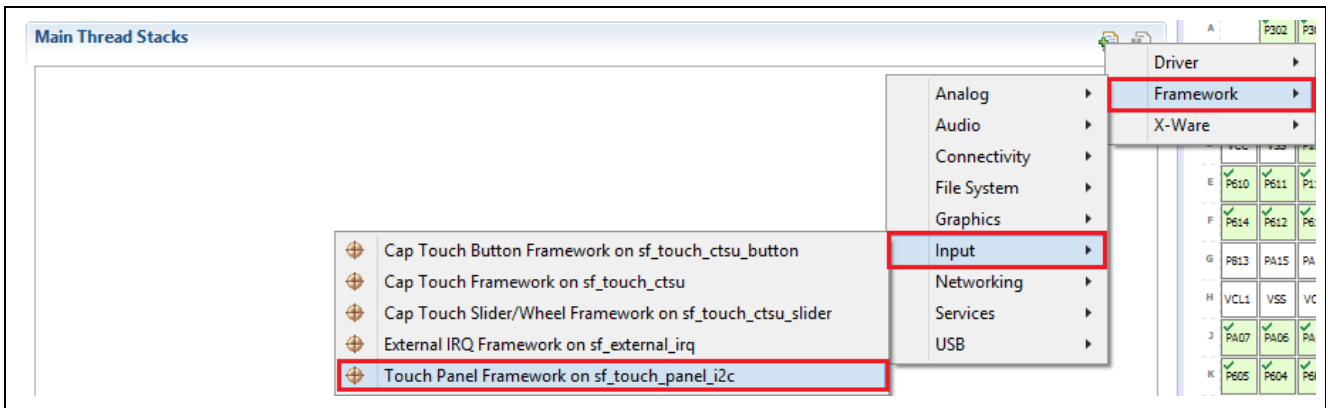 Main Thread Stacks
Driver
Framework
X-Ware
Analog
Audio
Connectivity
File System
Graphics
Input
Networking
Services
USB
Cap Touch Button Framework on sf_touch_ctsu_button
Cap Touch Framework on sf_touch_ctsu
Cap Touch Slider/Wheel Framework on sf_touch_ctsu_slider
External IRQ Framework on sf_external_irq
Touch Panel Framework on sf_touch_panel_i2c
A P302
E P610 P611
F P614 P612
G P813 PA15 PA
H VCL1 VSS
J PA07 PA06 PA
K P605 P604